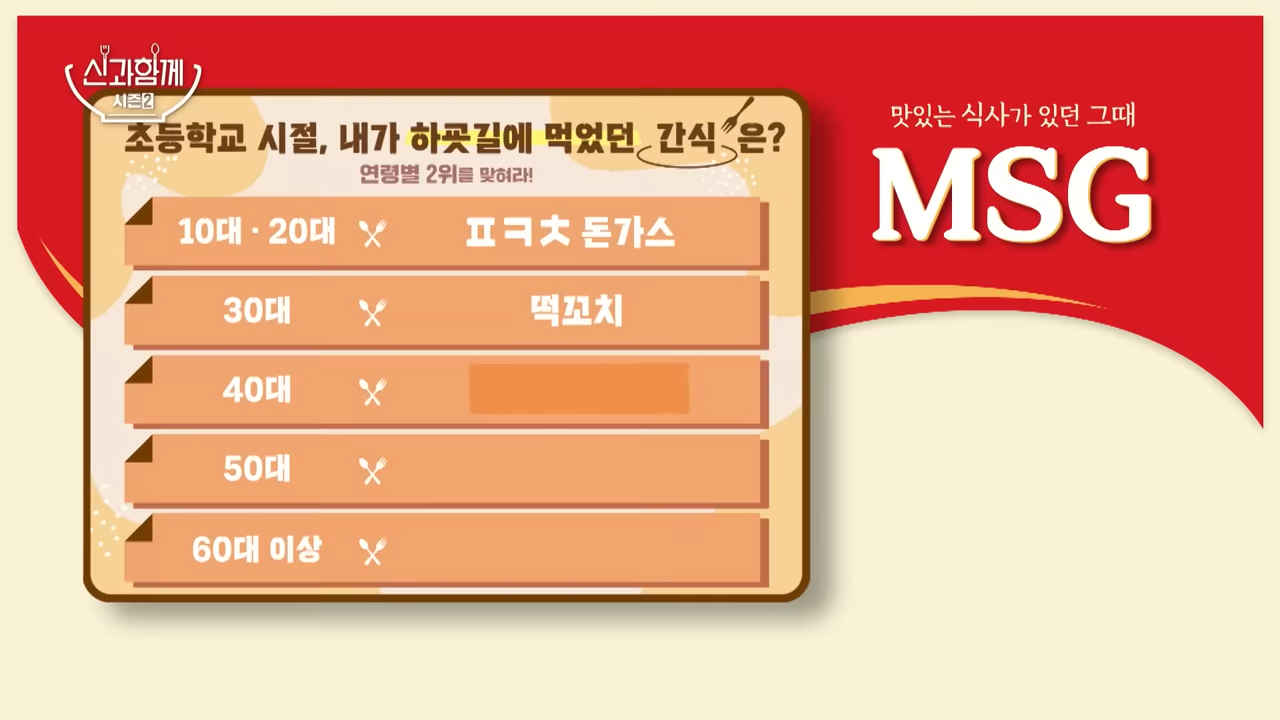 신과함께
시즌2
초등학교 시절, 내가 하굣길에 먹었던 간식은?
연령별 2위를 맞혀라!
10대 · 20대 ㅍㅋㅊ 돈가스
30대 떡꼬치
40대
50대
60대 이상
맛있는 식사가 있던 그때
MSG